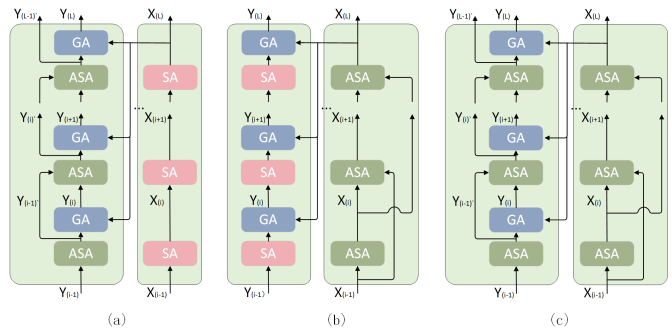 Y(L-1)' Y(L) X(L) Y(L) X(L) Y(L-1)' Y(L) X(L)
GA GA GA
ASA SA SA ASA ASA ASA
... ... ...
Y(i)' Y(i+1) X(i+1) Y(i+1) X(i+1) Y(i)' Y(i+1) X(i+1)
GA GA GA
ASA SA SA ASA ASA ASA
Y(i-1)' Y(i) X(i) Y(i) X(i) Y(i-1)' Y(i) X(i)
GA GA GA
ASA SA SA ASA ASA ASA
Y(i-1) X(i-1) Y(i-1) X(i-1) Y(i-1) X(i-1)
(a) (b) (c)